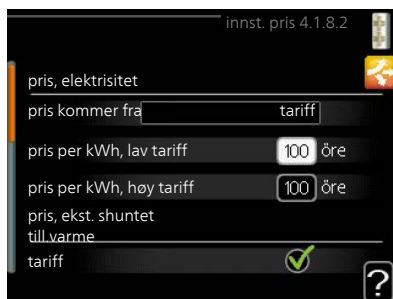 innst. pris 4.1.8.2
pris, elektrisitet
pris kommer fra tariff
pris per kWh, lav tariff 100 öre
pris per kWh, høy tariff 100 öre
pris, ekst. shuntet
till.varme
tariff
?